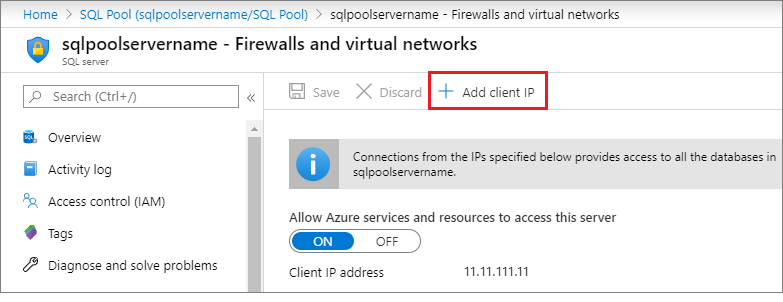 Home > SQL Pool (sqlpoolservername/SQL Pool) > sqlpoolservername - Firewalls and virtual networks
sqlpoolservername - Firewalls and virtual networks
SQL server
Search (Ctrl+/)
«
Save
Discard
+ Add client IP
SQL
Overview
Activity log
Access control (IAM)
Tags
Diagnose and solve problems
i
Connections from the IPs specified below provides access to all the databases in
sqlpoolservername.
Allow Azure services and resources to access this server
ON OFF
Client IP address 11.11.111.11